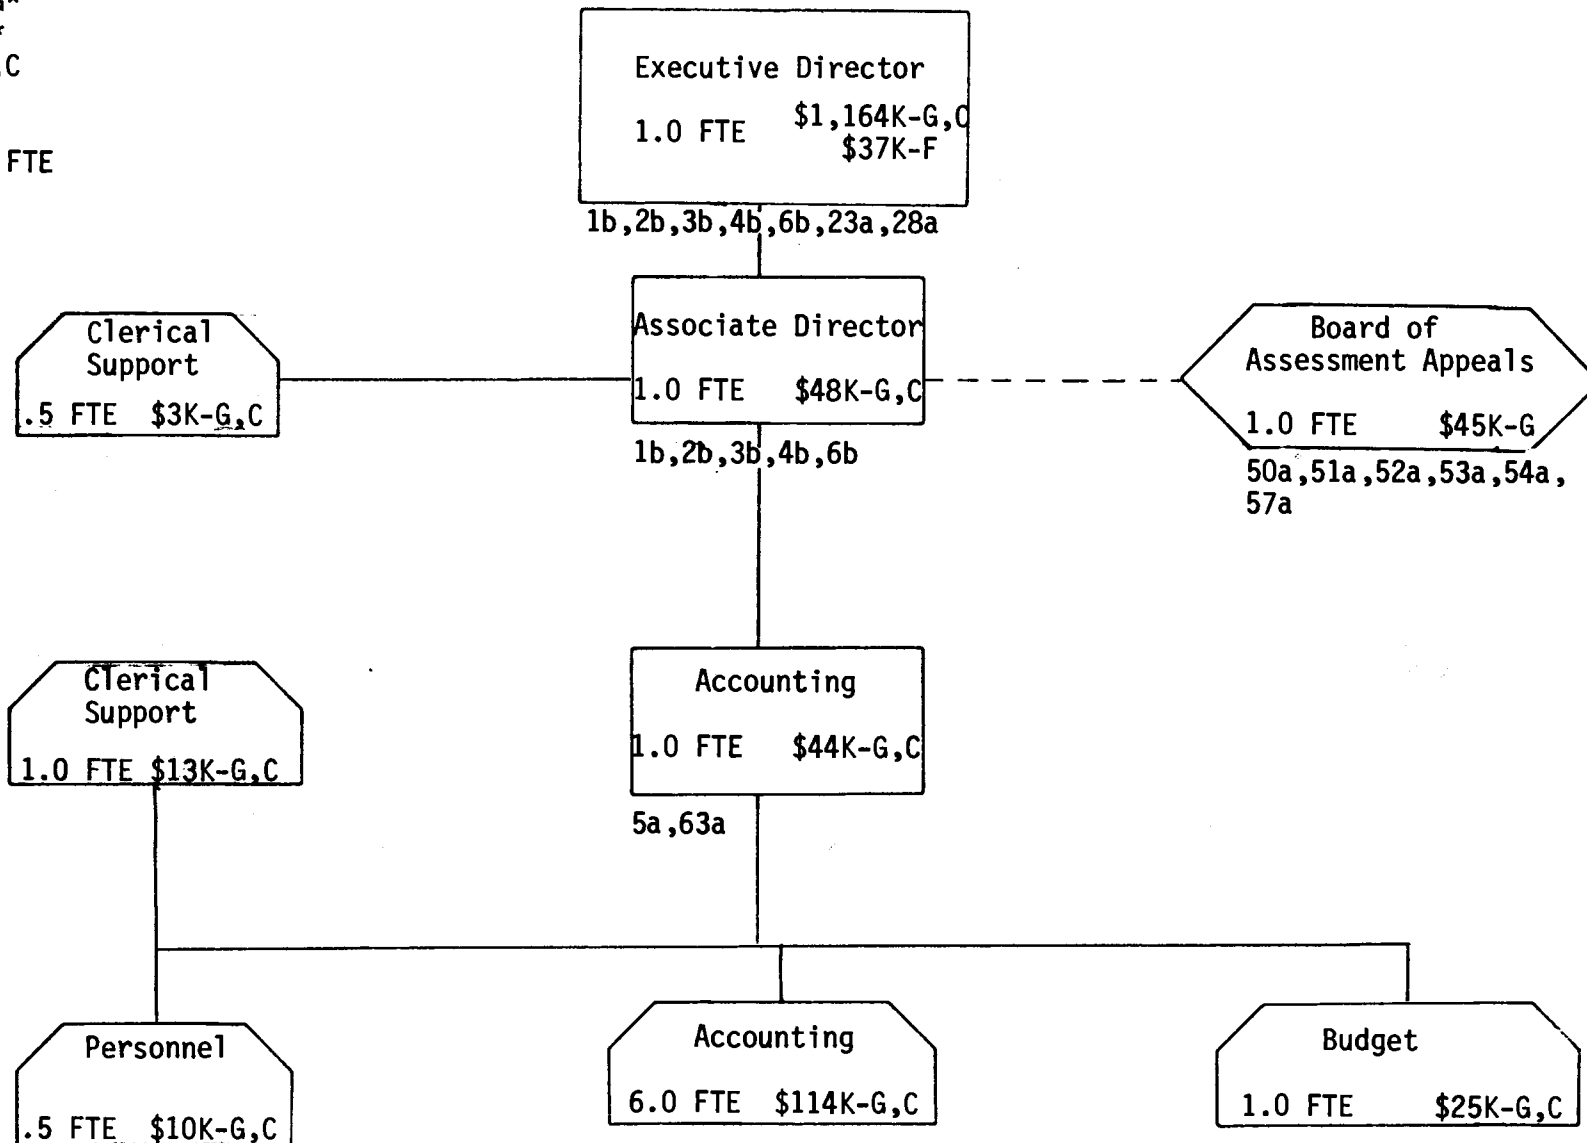 C
FTE
Executive Director
1.0 FTE $1,164K-G,C
$37K-F
1b,2b,3b,4b,6b,23a,28a
Clerical
Support
.5 FTE $3K-G,C
Associate Director
1.0 FTE $48K-G,C
1b,2b,3b,4b,6b
Board of
Assessment Appeals
1.0 FTE $45K-G
50a,51a,52a,53a,54a,
57a
Clerical
Support
1.0 FTE $13K-G,C
Accounting
1.0 FTE $44K-G,C
5a,63a
Personnel
.5 FTE $10K-G,C
Accounting
6.0 FTE $114K-G,C
Budget
1.0 FTE $25K-G,C